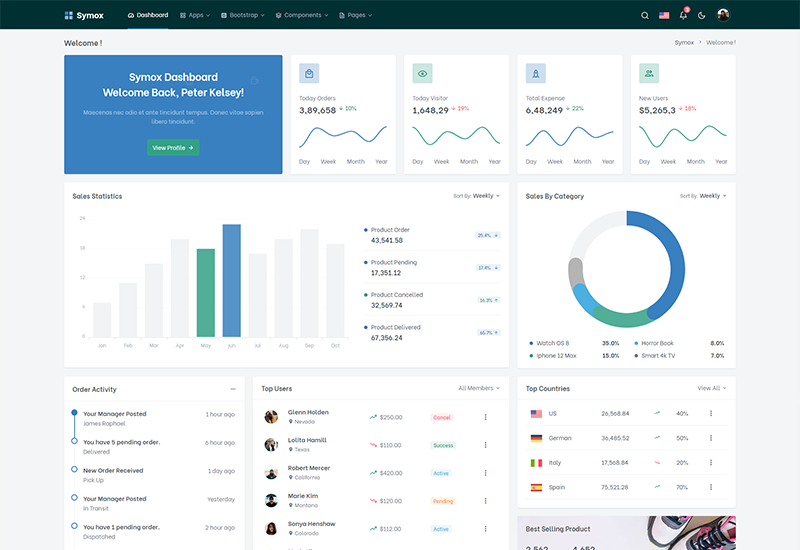 Symox
Dashboard
Apps
Bootstrap
Components
Pages
3
Welcome !
Symox > Welcome !
Symox Dashboard
Welcome Back, Peter Kelsey!
Maecenas nec odio et ante tincidunt tempus. Donec vitae sapien
libero tincidunt.
View Profile →
Today Orders
3,89,658 ↓ 10%
Day Week Month Year
Today Visitor
1,648,29 ↓ 19%
Day Week Month Year
Total Expense
6,48,249 ↓ 22%
Day Week Month Year
New Users
$5,265,3 ↓ 18%
Day Week Month Year
Sales Statistics
Sort By: Weekly
24
18
12
6
0
Jan Feb Mar Apr May Jun Jul Aug Sep Oct
Product Order
43,541.58
25.4%
Product Pending
17,351.12
17.4%
Product Cancelled
32,569.74
16.3% ↑
Product Delivered
67,356.24
60.7% ↑
Sales By Category
Sort By: Weekly
Watch OS 8 35.0%
Horror Book 8.0%
Iphone 12 Max 15.0%
Smart 4k TV 7.0%
Order Activity
Your Manager Posted 1 hour ago
James Raphael
You have 5 pending order. 6 hour ago
Delivered
New Order Received 1 day ago
Pick Up
Your Manager Posted Yesterday
In Transit
You have 1 pending order. 2 hour ago
Dispatched
Top Users
All Members
Glenn Holden
Nevada
$250.00
Cancel
Lolita Hamill
Texas
$110.00
Success
Robert Mercer
California
$420.00
Active
Marie Kim
Montana
$120.00
Pending
Sonya Henshaw
Colorado
$112.00
Active
Top Countries
View All
US 26,568.84 40%
German 36,485.52 50%
Italy 17,568.84 20%
Spain 75,521.28 70%
Best Selling Product
2,562 4,652